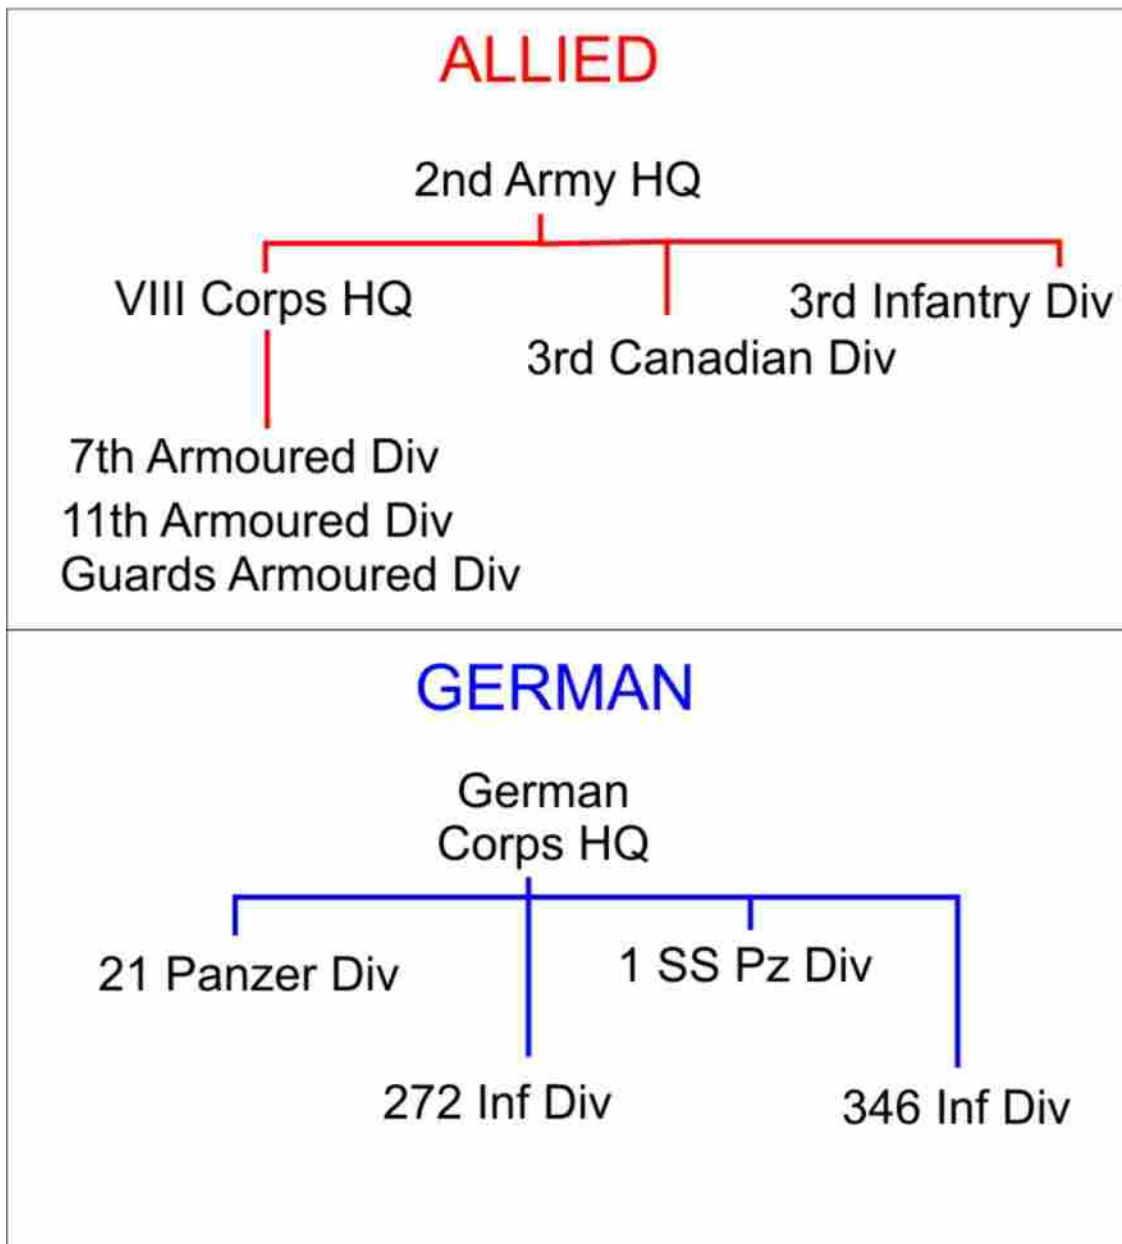 ALLIED
2nd Army HQ
VIII Corps HQ
3rd Infantry Div
3rd Canadian Div
7th Armoured Div
11th Armoured Div
Guards Armoured Div
GERMAN
German
Corps HQ
21 Panzer Div
1 SS Pz Div
272 Inf Div
346 Inf Div